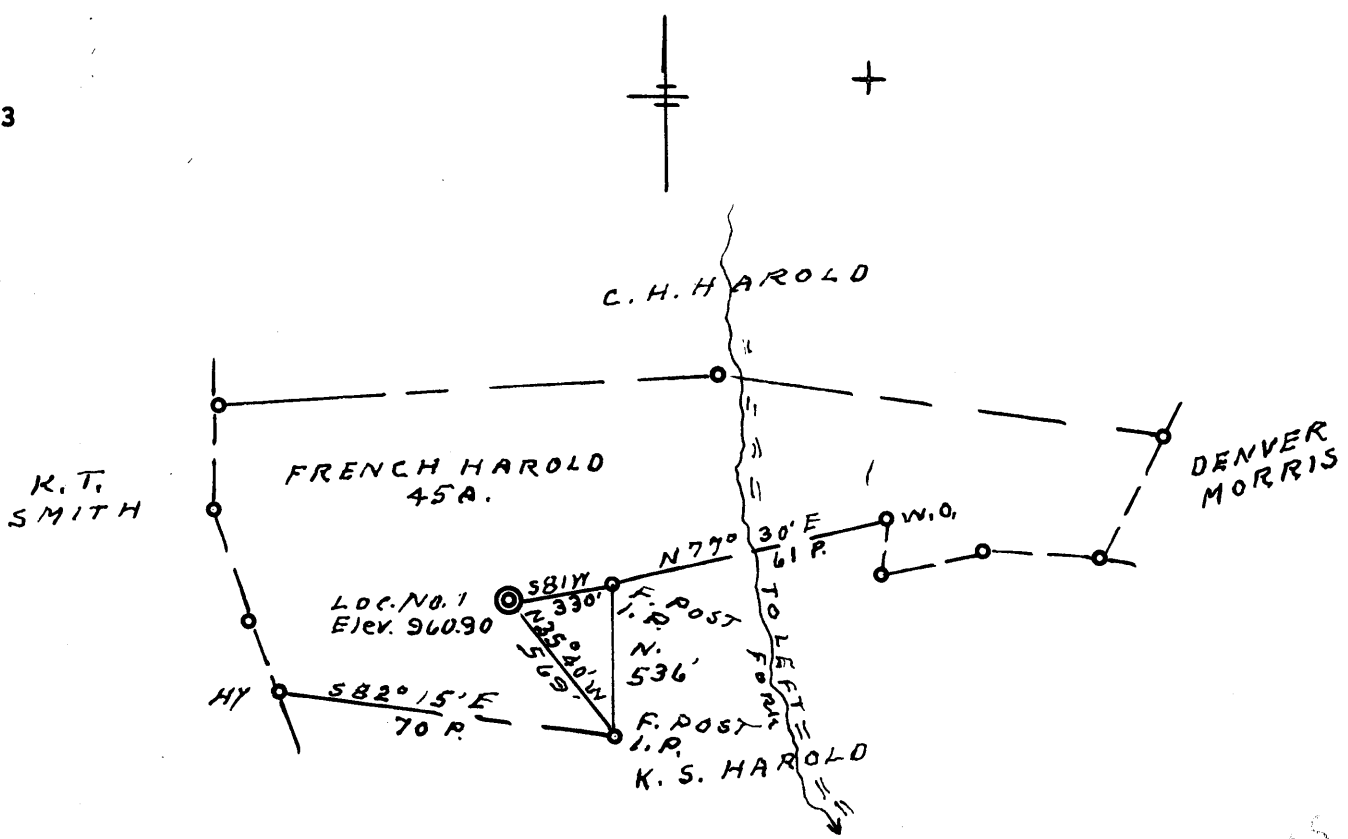 3
C. H. HAROLD
FRENCH HAROLD
45A.
K. T.
SMITH
DENVER
MORRIS
W.O.
N 77° 30' E
61 P.
S81W
330'
LOC. NO. 1
Elev. 960.90
F. POST
I. P.
N.
536'
N35°40'W
569'
TO LEFT
FORK
HY
S82°15'E
70 P.
F. POST
I. P.
K. S. HAROLD